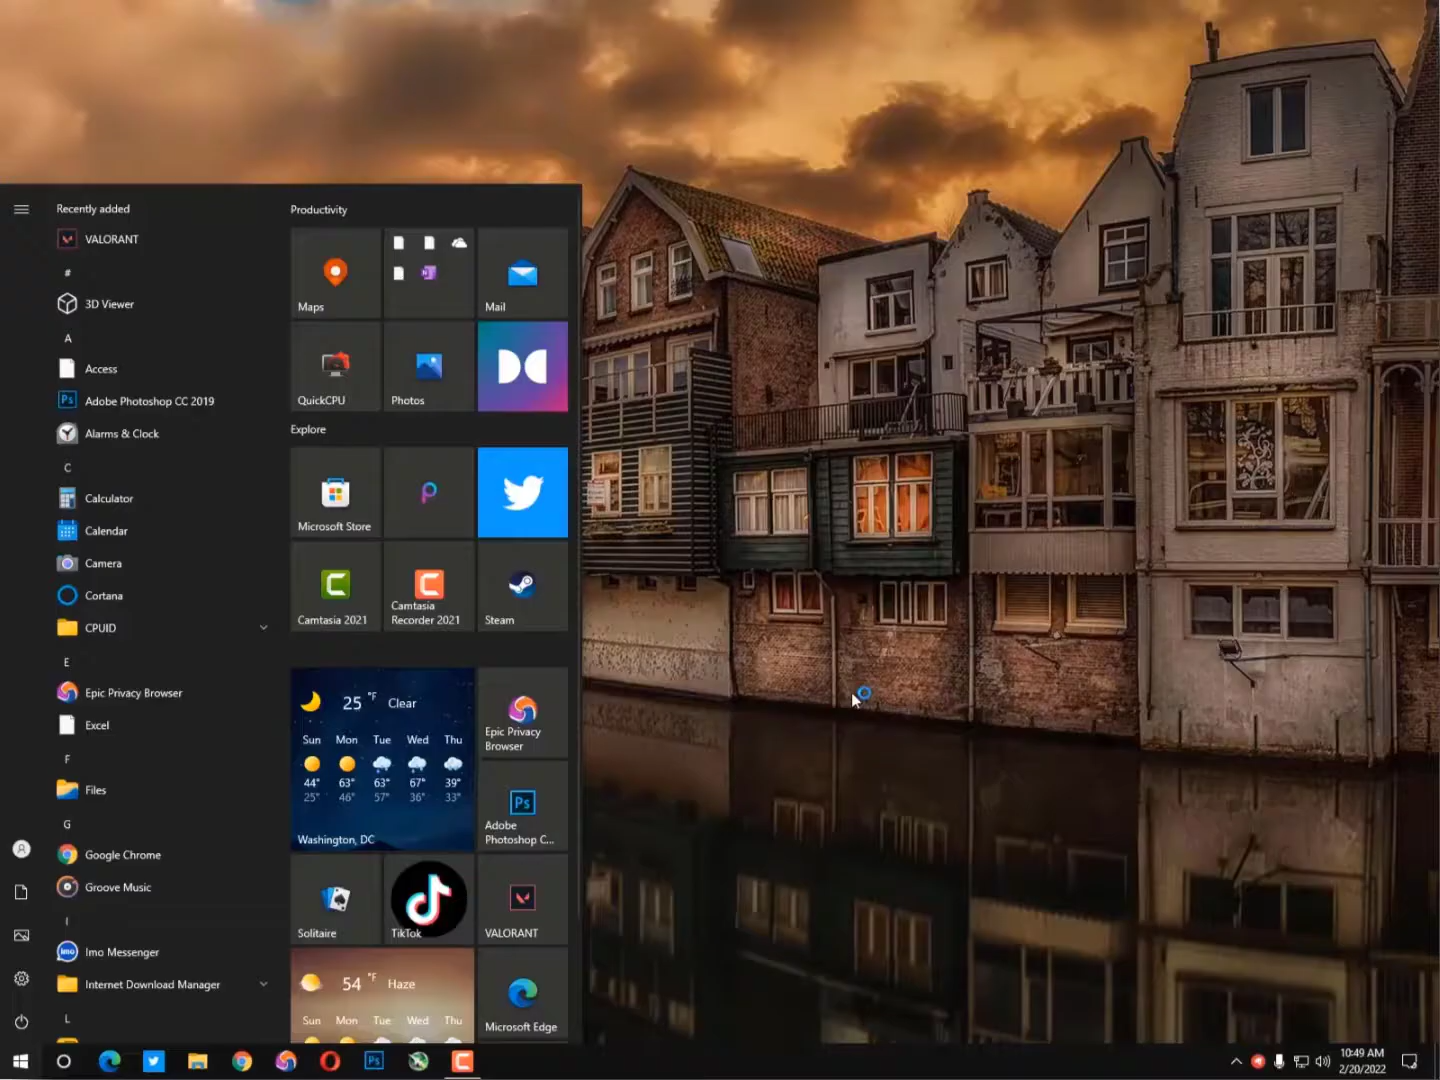 Recently added
VALORANT
#
3D Viewer
A
Access
Ps Adobe Photoshop CC 2019
Alarms & Clock
C
Calculator
Calendar
Camera
Cortana
CPUID
E
Epic Privacy Browser
Excel
F
Files
G
Google Chrome
Groove Music
I
imo Imo Messenger
Internet Download Manager
L
Productivity
Maps
Mail
QuickCPU
Photos
Explore
Microsoft Store
Camtasia 2021
Camtasia
Recorder 2021
Steam
25 °F Clear
Sun Mon Tue Wed Thu
44° 63° 63° 67° 39°
25° 46° 57° 36° 33°
Washington, DC
Epic Privacy
Browser
Ps
Adobe
Photoshop C...
Solitaire
TikTok
VALORANT
54 °F Haze
Sun Mon Tue Wed Thu
Microsoft Edge
Ps
10:49 AM
2/20/2022